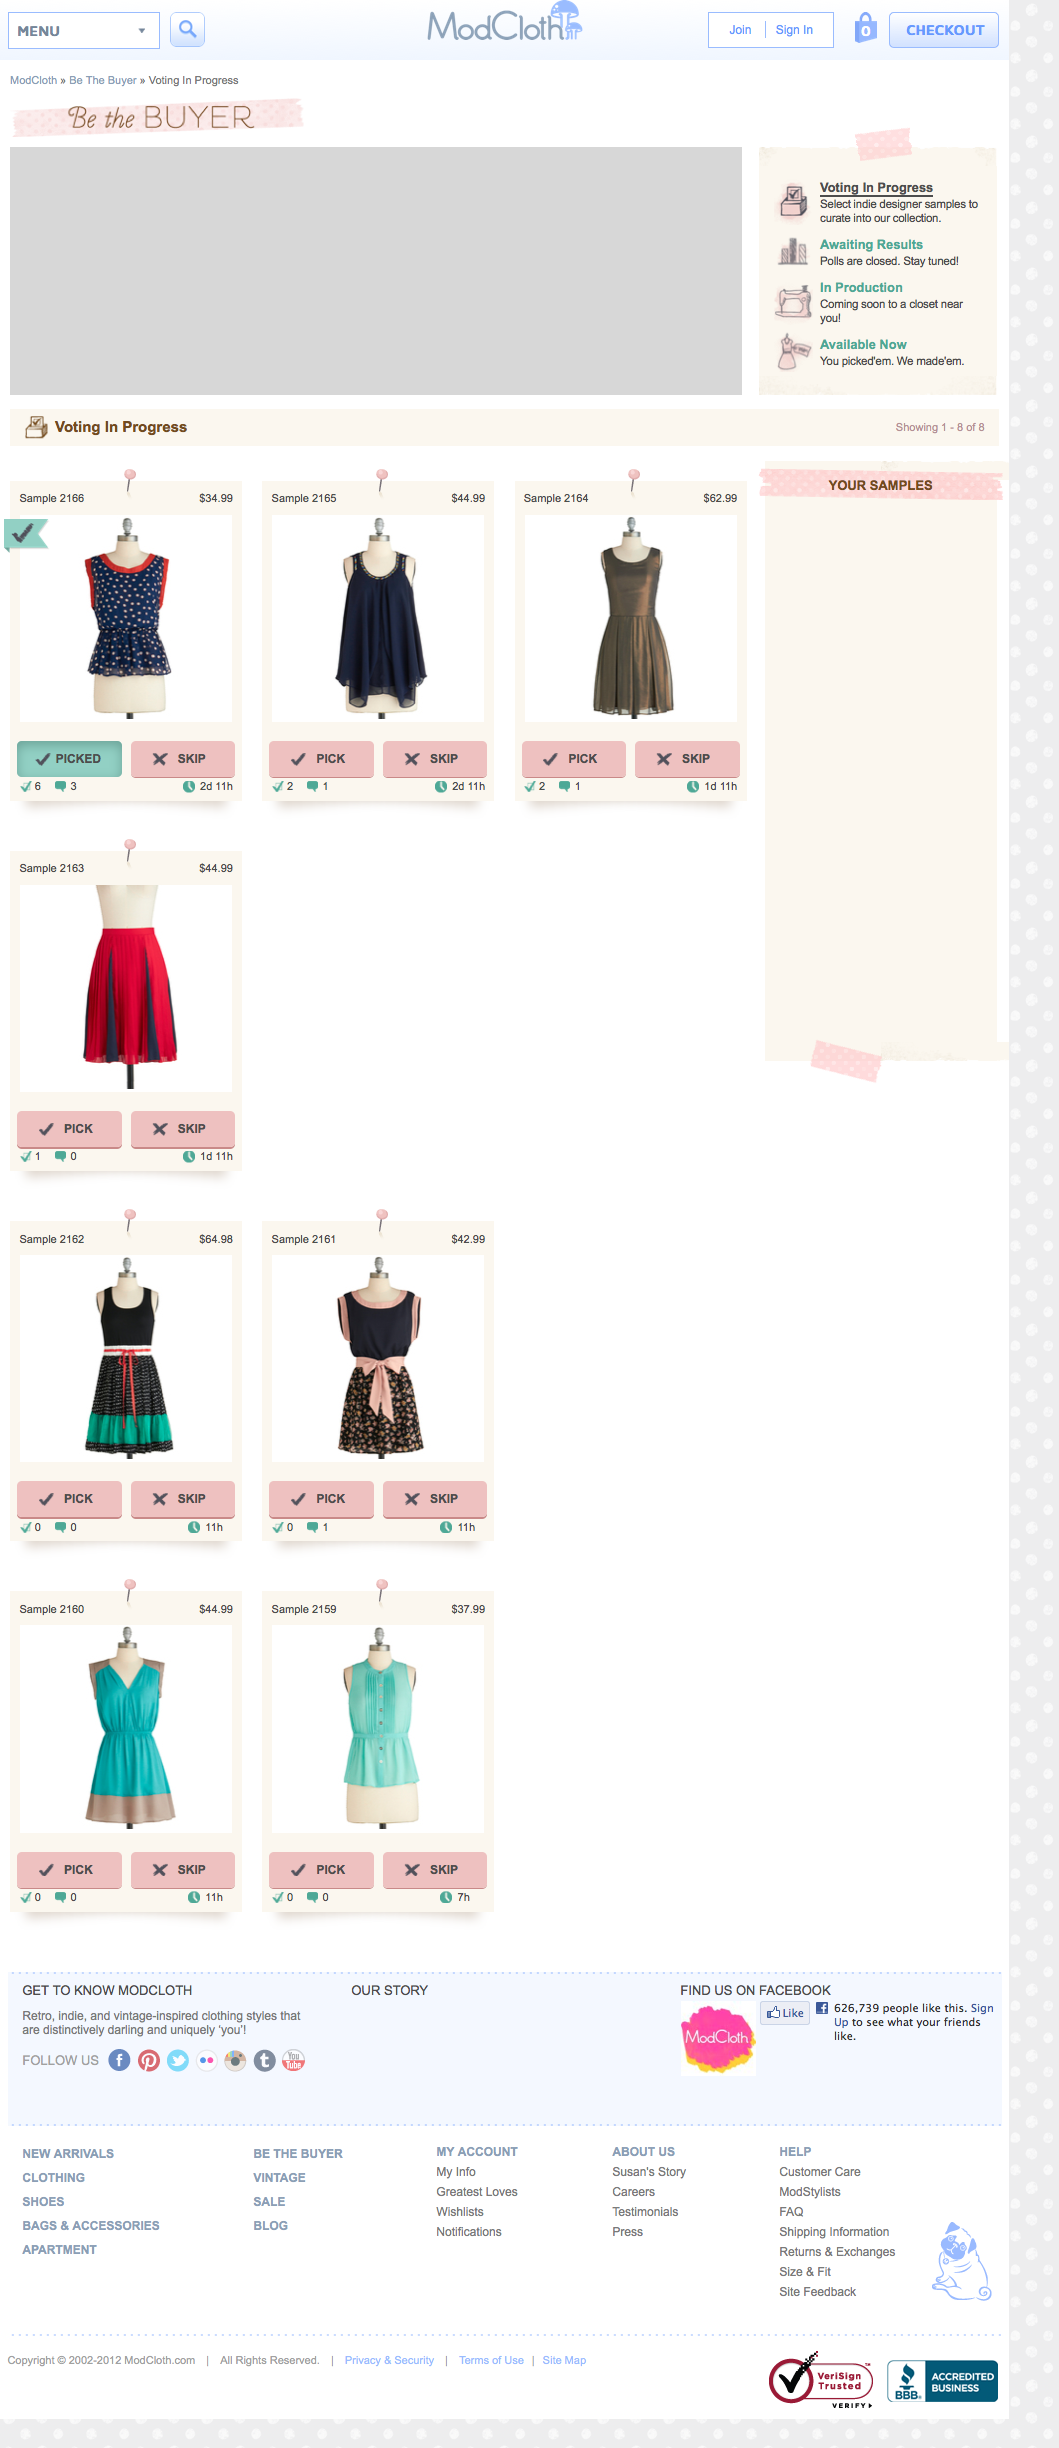 MENU
ModCloth
Join
Sign In
0
CHECKOUT
ModCloth » Be The Buyer » Voting In Progress
Be the BUYER
Voting In Progress
Select indie designer samples to
curate into our collection.
Awaiting Results
Polls are closed. Stay tuned!
In Production
Coming soon to a closet near
you!
Available Now
You picked'em. We made'em.
Voting In Progress
Showing 1 - 8 of 8
YOUR SAMPLES
Sample 2166 $34.99
PICKED SKIP
6 3 2d 11h
Sample 2165 $44.99
PICK SKIP
2 1 2d 11h
Sample 2164 $62.99
PICK SKIP
2 1 1d 11h
Sample 2163 $44.99
PICK SKIP
1 0 1d 11h
Sample 2162 $64.98
PICK SKIP
0 0 11h
Sample 2161 $42.99
PICK SKIP
0 1 11h
Sample 2160 $44.99
PICK SKIP
0 0 11h
Sample 2159 $37.99
PICK SKIP
0 0 7h
GET TO KNOW MODCLOTH
Retro, indie, and vintage-inspired clothing styles that
are distinctively darling and uniquely 'you'!
FOLLOW US
You
Tube
OUR STORY
FIND US ON FACEBOOK
ModCloth
Like
626,739 people like this. Sign
Up to see what your friends
like.
NEW ARRIVALS
CLOTHING
SHOES
BAGS & ACCESSORIES
APARTMENT
BE THE BUYER
VINTAGE
SALE
BLOG
MY ACCOUNT
My Info
Greatest Loves
Wishlists
Notifications
ABOUT US
Susan's Story
Careers
Testimonials
Press
HELP
Customer Care
ModStylists
FAQ
Shipping Information
Returns & Exchanges
Size & Fit
Site Feedback
Copyright © 2002-2012 ModCloth.com | All Rights Reserved. | Privacy & Security | Terms of Use | Site Map
VeriSign
Trusted
VERIFY
BBB.
ACCREDITED
BUSINESS